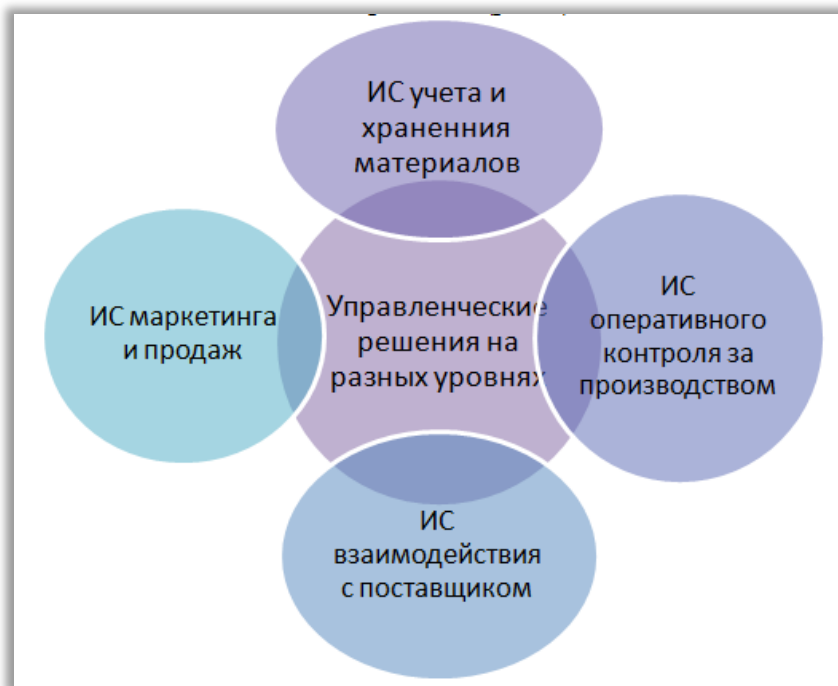 ИС учета и
храненния
материалов
ИС маркетинга
и продаж
Управленческие
решения на
разных уровнях
ИС
оперативного
контроля за
производством
ИС
взаимодействия
с поставщиком